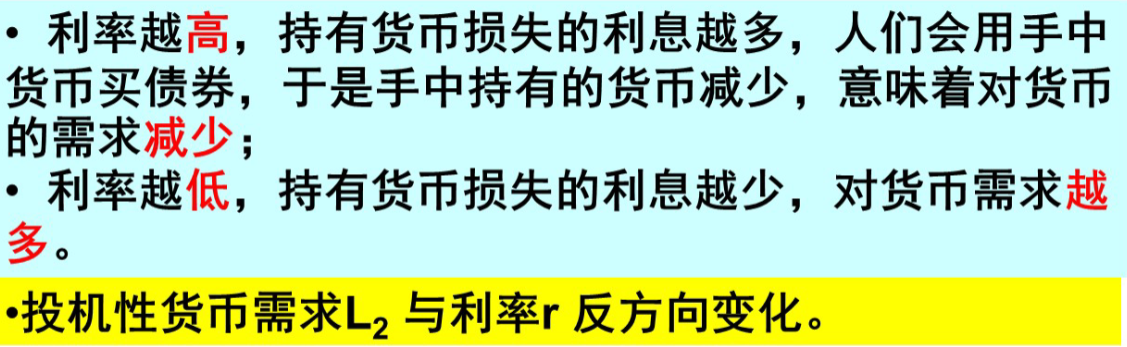 • 利率越高，持有货币损失的利息越多，人们会用手中
货币买债券，于是手中持有的货币减少，意味着对货币
的需求减少；
• 利率越低，持有货币损失的利息越少，对货币需求越
多。
•投机性货币需求L₂ 与利率r 反方向变化。